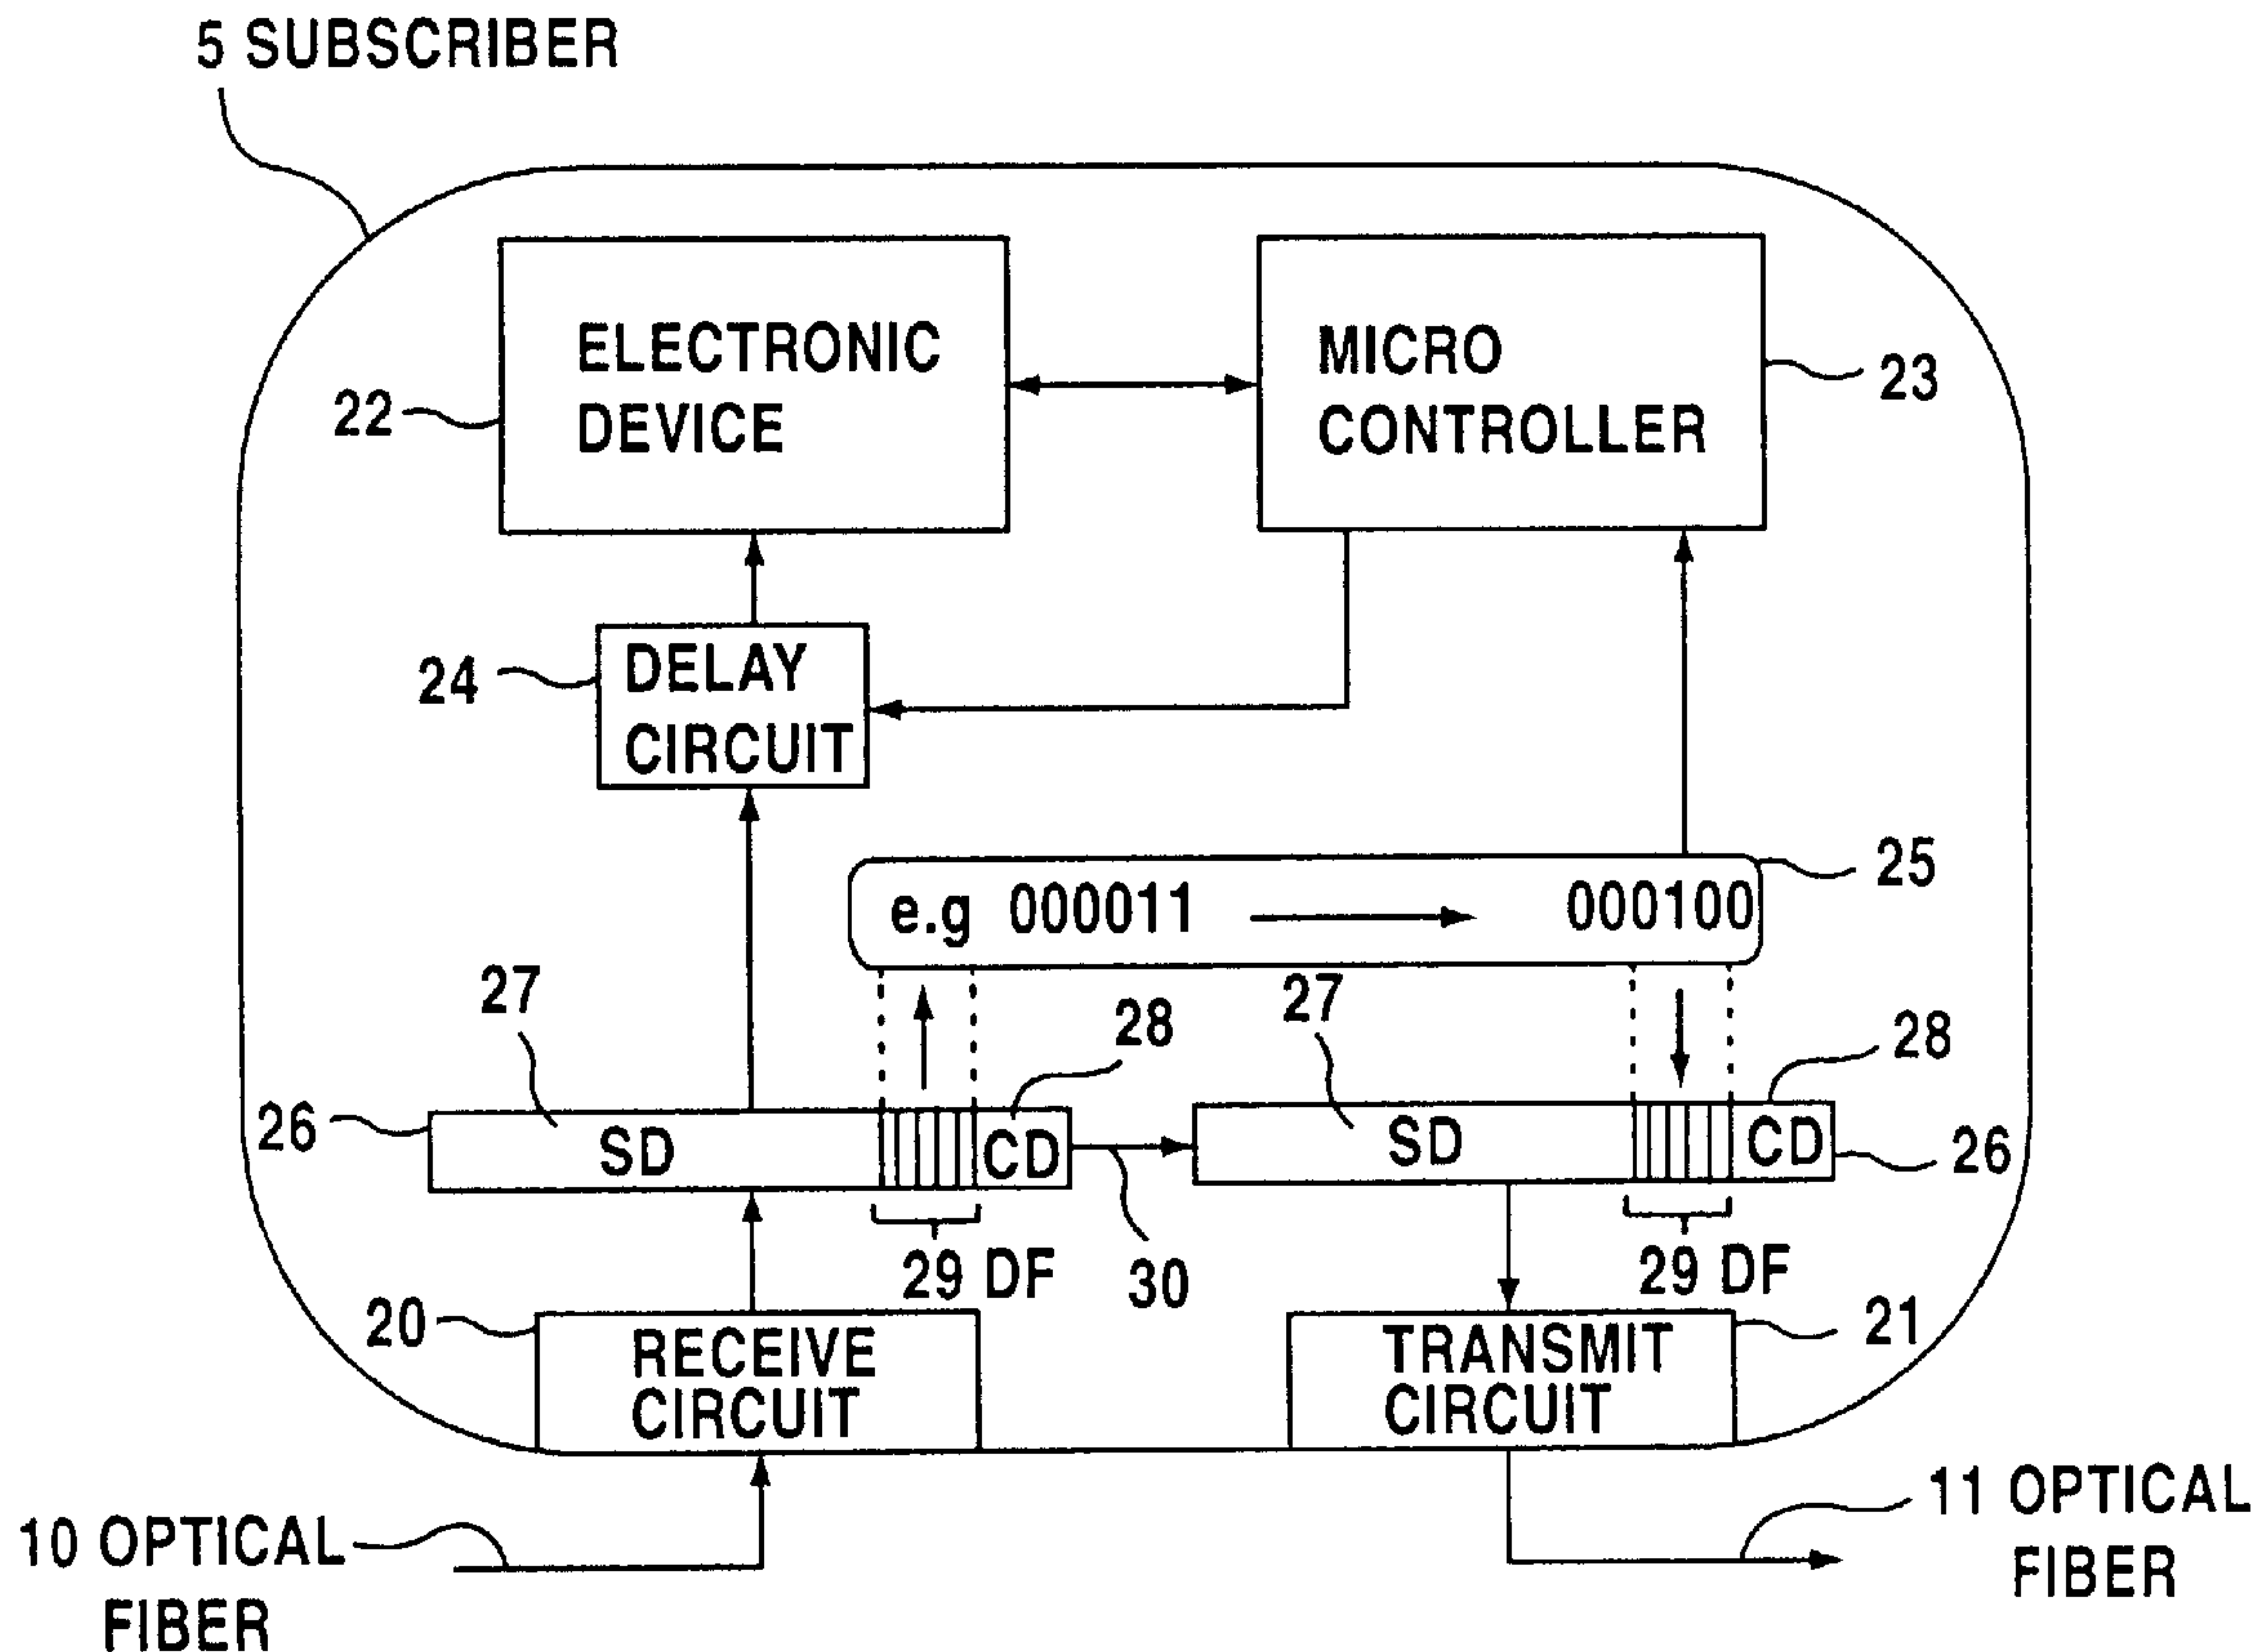 5 SUBSCRIBER
ELECTRONIC
DEVICE
22
MICRO
CONTROLLER
23
24
DELAY
CIRCUIT
25
e.g 000011
000100
27
28
27
28
26
SD
CD
SD
CD
26
29 DF
30
29 DF
20
RECEIVE
CIRCUIT
TRANSMIT
CIRCUIT
21
10 OPTICAL
FIBER
11 OPTICAL
FIBER